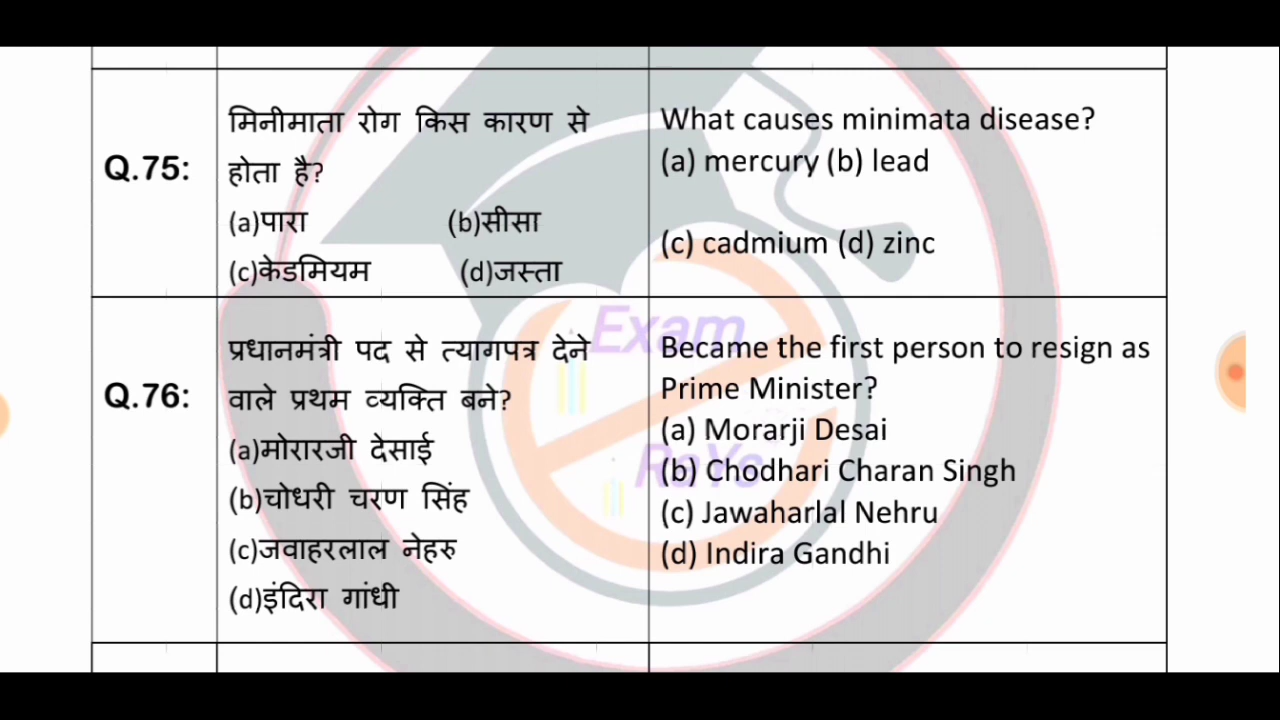 Q.75:
मिनीमाता रोग किस कारण से
होता है?
(a)पारा (b)सीसा
(c)केडमियम (d)जस्ता
What causes minimata disease?
(a) mercury (b) lead
(c) cadmium (d) zinc
Q.76:
प्रधानमंत्री पद से त्यागपत्र देने
वाले प्रथम व्यक्ति बने?
(a)मोरारजी देसाई
(b)चोधरी चरण सिंह
(c)जवाहरलाल नेहरु
(d)इंदिरा गांधी
Became the first person to resign as
Prime Minister?
(a) Morarji Desai
(b) Chodhari Charan Singh
(c) Jawaharlal Nehru
(d) Indira Gandhi
Exam